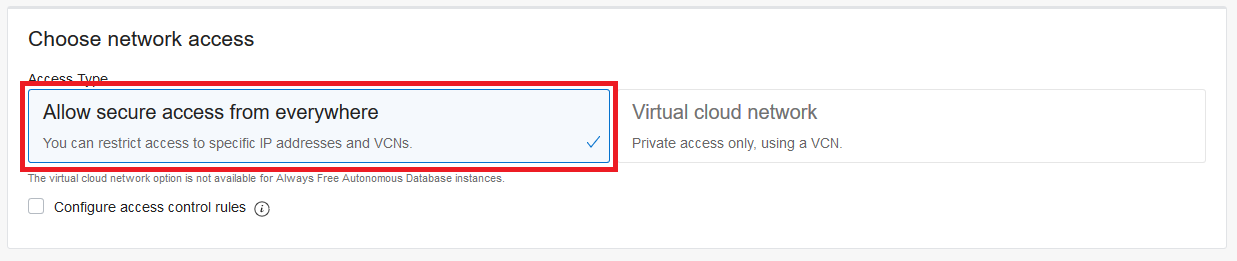 Choose network access
Access Type
Allow secure access from everywhere
You can restrict access to specific IP addresses and VCNs.
Virtual cloud network
Private access only, using a VCN.
The virtual cloud network option is not available for Always Free Autonomous Database instances.
Configure access control rules